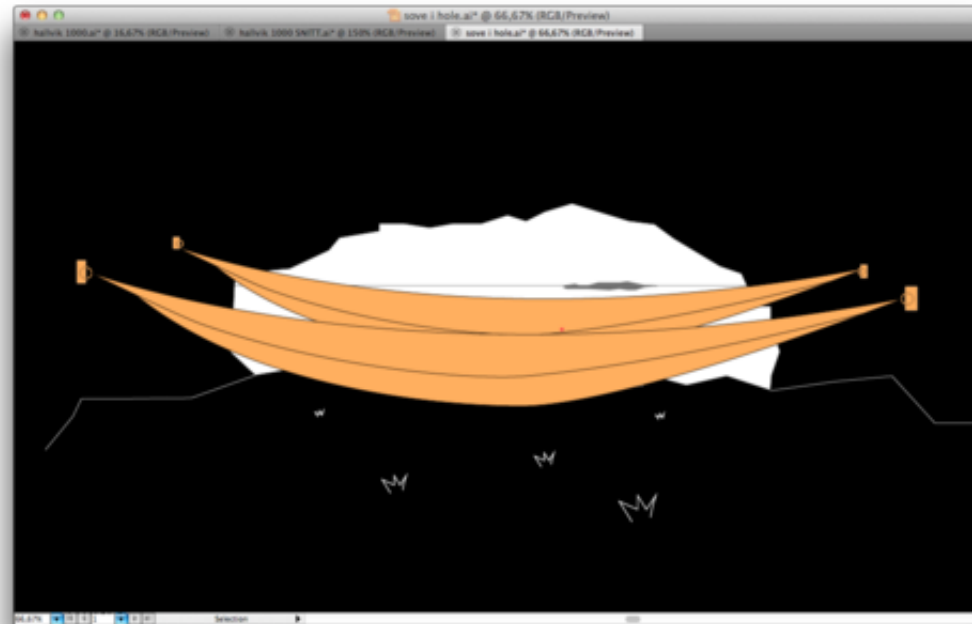 sove i hole.ai* @ 66,67% (RGB/Preview)
hallvik 1000.ai* @ 16,67% (RGB/Preview) hallvik 1000 SNITT.ai* @ 150% (RGB/Preview) sove i hole.ai* @ 66,67% (RGB/Preview)
66,67% 1 Selection